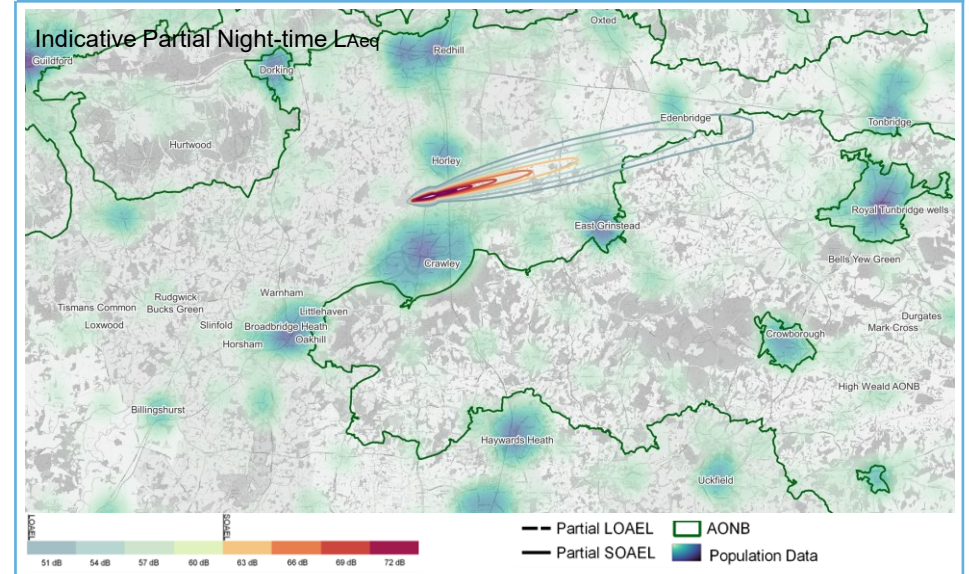 Indicative Partial Night-time LAeq
Oxted
Redhill
Guildford
Dorking
Edenbridge
Tonbridge
Hurtwood
Horley
Royal Tunbridge wells
East Grinstead
Bells Yew Green
Crawley
Warnham
Rudgwick
Bucks Green
Tismans Common
Littlehaven
Loxwood
Slinfold
Broadbridge Heath
Durgates
Mark Cross
Crowborough
Horsham
Oakhill
High Weald AONB
Billingshurst
Haywards Heath
Uckfield
LOAEL
SOAEL
51 dB 54 dB 57 dB 60 dB 63 dB 66 dB 69 dB 72 dB
Partial LOAEL
AONB
Partial SOAEL
Population Data